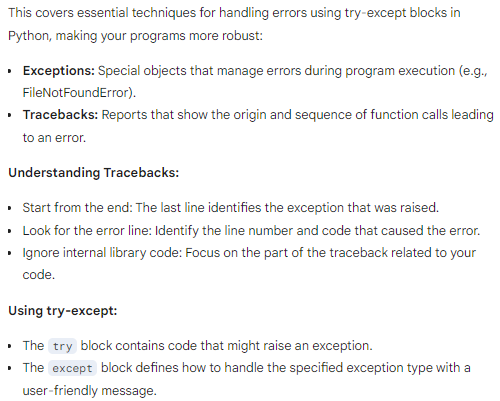 This covers essential techniques for handling errors using try-except blocks in
Python, making your programs more robust:
• Exceptions: Special objects that manage errors during program execution (e.g.,
FileNotFoundError).
• Tracebacks: Reports that show the origin and sequence of function calls leading
to an error.
Understanding Tracebacks:
• Start from the end: The last line identifies the exception that was raised.
• Look for the error line: Identify the line number and code that caused the error.
• Ignore internal library code: Focus on the part of the traceback related to your
code.
Using try-except:
• The try block contains code that might raise an exception.
• The except block defines how to handle the specified exception type with a
user-friendly message.